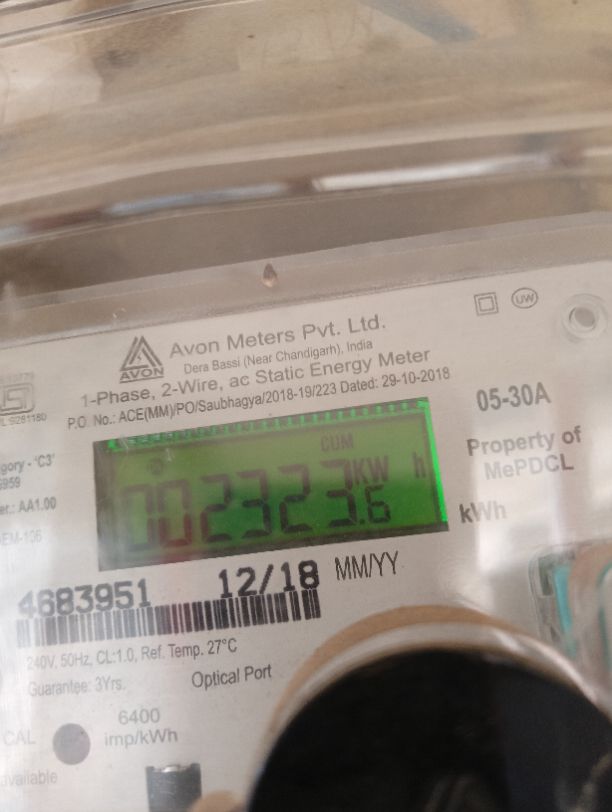 UW
Avon Meters Pvt. Ltd.
AVON
Dera Bassi (Near Chandigarh), India
1-Phase, 2-Wire, ac Static Energy Meter
P.O. No.: ACE(MM)/PO/Saubhagya/2018-19/223 Dated: 29-10-2018
05-30A
Property of
MePDCL
gory - 'C3'
6959
er.: AA1.00
CUM
KW h
002323.6
kWh
4683951 12/18 MM/YY
240V, 50Hz, CL:1.0, Ref. Temp. 27°C
Guarantee: 3Yrs.
Optical Port
6400
imp/kWh
CAL
available